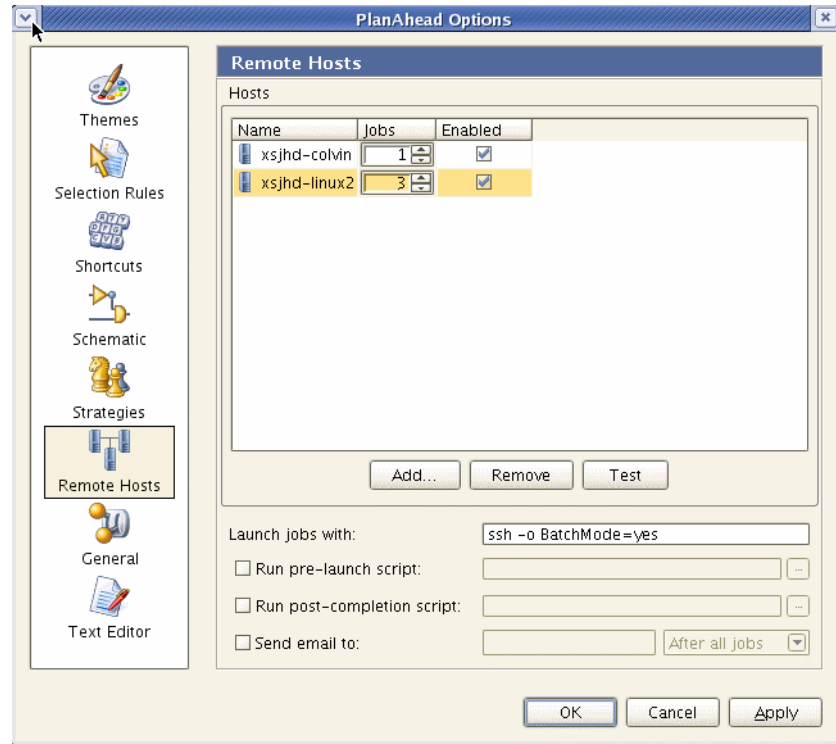 PlanAhead Options
Themes
Selection Rules
Shortcuts
Schematic
Strategies
Remote Hosts
General
Text Editor
Remote Hosts
Hosts
Name Jobs Enabled
xsjhd-colvin 1
xsjhd-linux2 3
Add... Remove Test
Launch jobs with: ssh -o BatchMode=yes
Run pre-launch script: ...
Run post-completion script: ...
Send email to: After all jobs
OK Cancel Apply